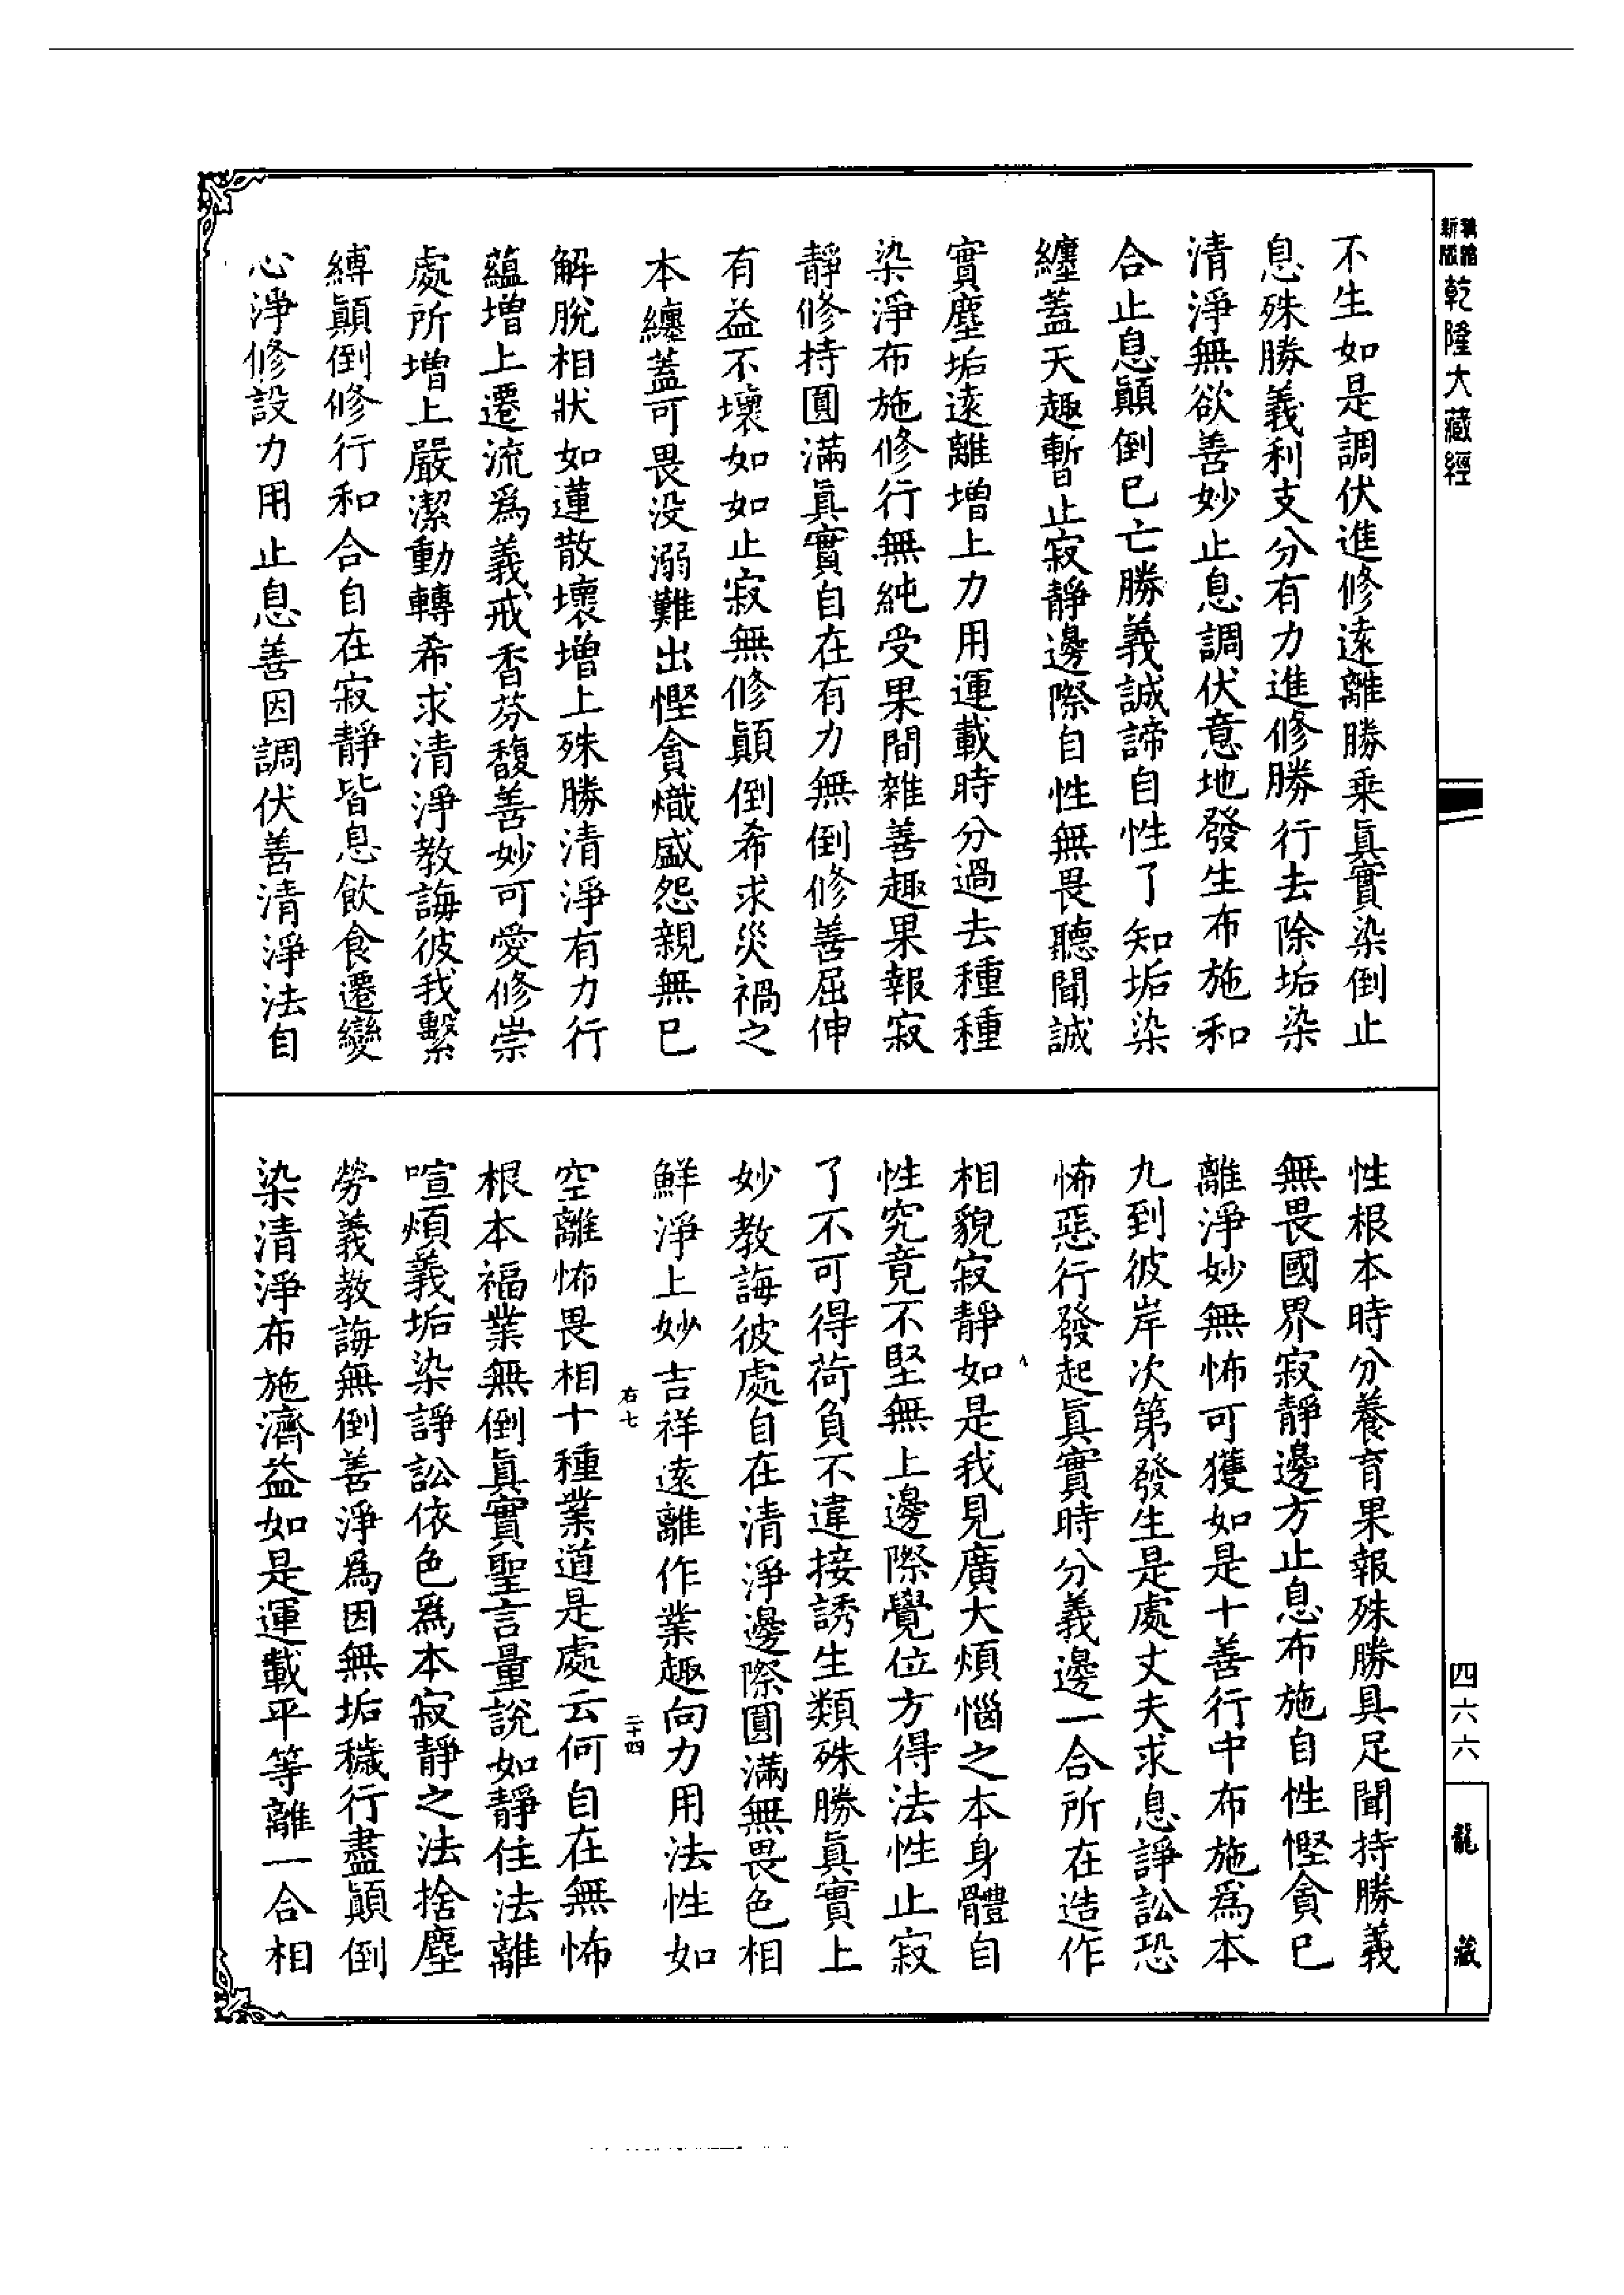 新版
乾隆大藏經
不生如是調伏進修遠離勝乘眞實染倒止
息殊勝義利支分有力進修勝行去除垢染
清淨無欲善妙止息調伏意地發生布施和
合止息顚倒已亡勝義誠諦自性了知垢染
纏蓋天趣暫止寂靜邊際自性無畏聽聞誠
實塵垢遠離增上力用運載時分過去種種
染淨布施修行無純受果間雜善趣果報寂
靜修持圓滿眞實自在有力無倒修善屈伸
有益不壞如如止寂無修顚倒希求災禍之
本纏蓋可畏没溺難出慳貪熾盛怨親無已
解脫相狀如蓮散壞增上殊勝清淨有力行
蘊增上遷流爲義戒香芬馥善妙可愛修崇
處所增上嚴潔動轉希求清淨教誨彼我繫
縛顚倒修行和合自在寂靜皆息飲食遷變
心淨修設力用止息善因調伏善清淨法自
性根本時分養育果報殊勝具足聞持勝義
無畏國界寂靜邊方止息布施自性慳貪已
離淨妙無怖可獲如是十善行中布施爲本
九到彼岸次第發生是處丈夫求息諍訟恐
怖惡行發起眞實時分義邊一合所在造作
八
相貌寂靜如是我見廣大煩惱之本身體自
性究竟不堅無上邊際覺位方得法性止寂
了不可得荷負不違接誘生類殊勝眞實上
妙教誨彼處自在清淨邊際圓滿無畏色相
鮮淨上妙吉祥遠離作業趣向力用法性如
右七
二十四
空離怖畏相十種業道是處云何自在無怖
根本福業無倒眞實聖言量說如靜住法離
喧煩義垢染諍訟依色爲本寂靜之法捨塵
勞義教誨無倒善淨爲因無垢穢行盡顚倒
染清淨布施濟益如是運載平等離一合相
四六六
龍藏